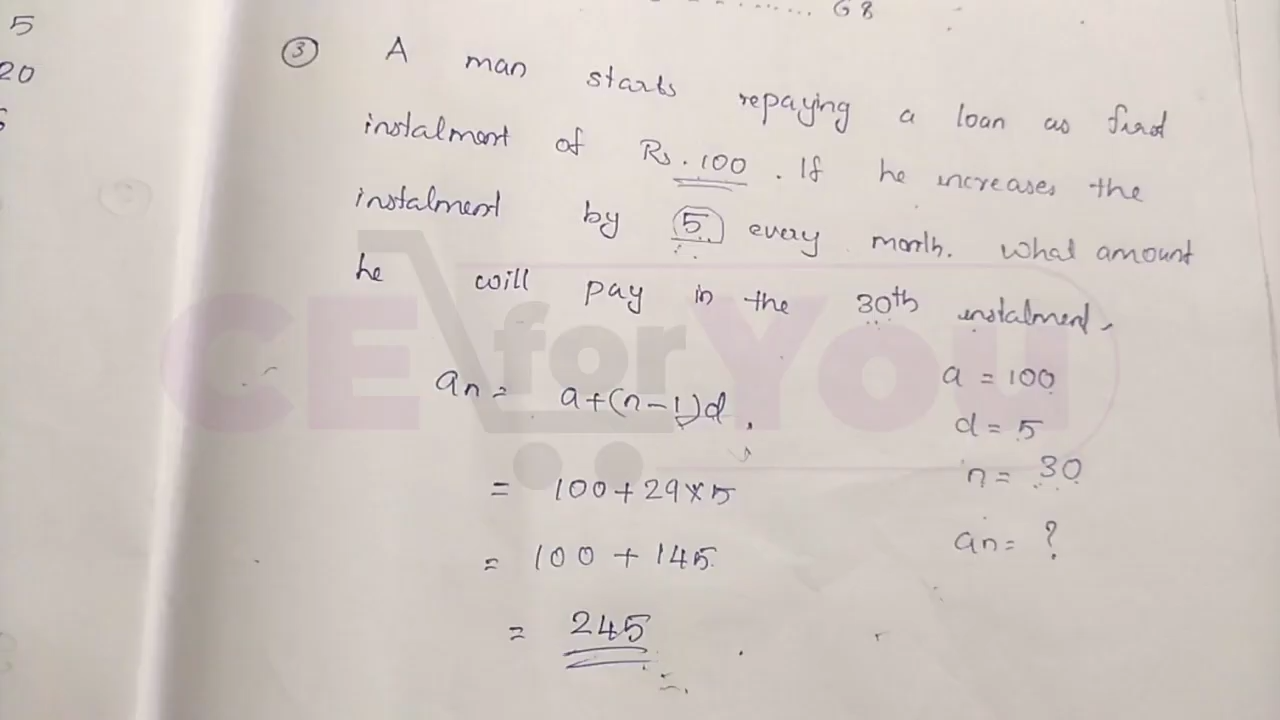 5
20
.......... 68
③ A man starts repaying a loan as first
instalment of Rs. 100. If he increases the
instalment by 5 every month. What amount
he will pay in the 30th instalment.
CE for You
an = a+(n-1)d,
= 100+29×5
= 100 + 145
= 245
a = 100
d = 5
n = 30
an = ?